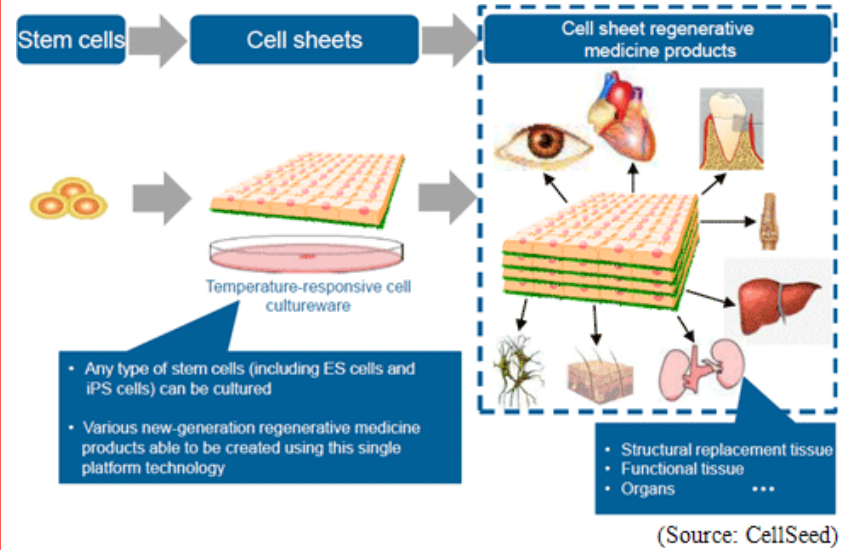 Stem cells
Cell sheets
Cell sheet regenerative
medicine products
Temperature-responsive cell
cultureware
• Any type of stem cells (including ES cells and
iPS cells) can be cultured
• Various new-generation regenerative medicine
products able to be created using this single
platform technology
• Structural replacement tissue
• Functional tissue
• Organs •••
(Source: CellSeed)